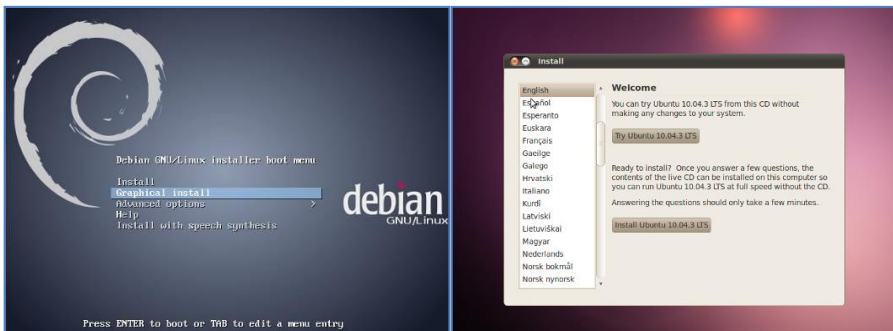 Debian GNU/Linux installer boot menu
Install
Graphical install
Advanced options >
Help
Install with speech synthesis
debian
GNU/Linux
Press ENTER to boot or TAB to edit a menu entry
Install
English
Español
Esperanto
Euskara
Français
Gaeilge
Galego
Hrvatski
Italiano
Kurdî
Latviski
Lietuviškai
Magyar
Nederlands
Norsk bokmål
Norsk nynorsk
Welcome
You can try Ubuntu 10.04.3 LTS from this CD without
making any changes to your system.
Try Ubuntu 10.04.3 LTS
Ready to install? Once you answer a few questions, the
contents of the live CD can be installed on this computer so
you can run Ubuntu 10.04.3 LTS at full speed without the CD.
Answering the questions should only take a few minutes.
Install Ubuntu 10.04.3 LTS